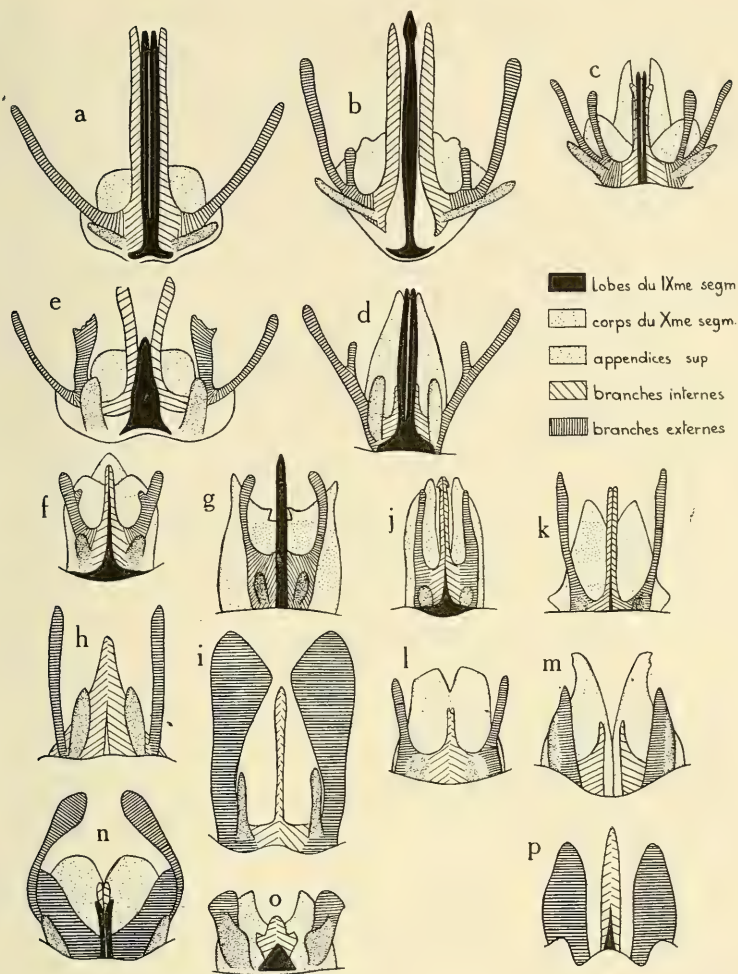 a
b
c
lobes du IXme segm
corps du Xme segm.
appendices sup
branches internes
branches externes
e
d
f
g
j
k
h
i
l
m
n
o
p